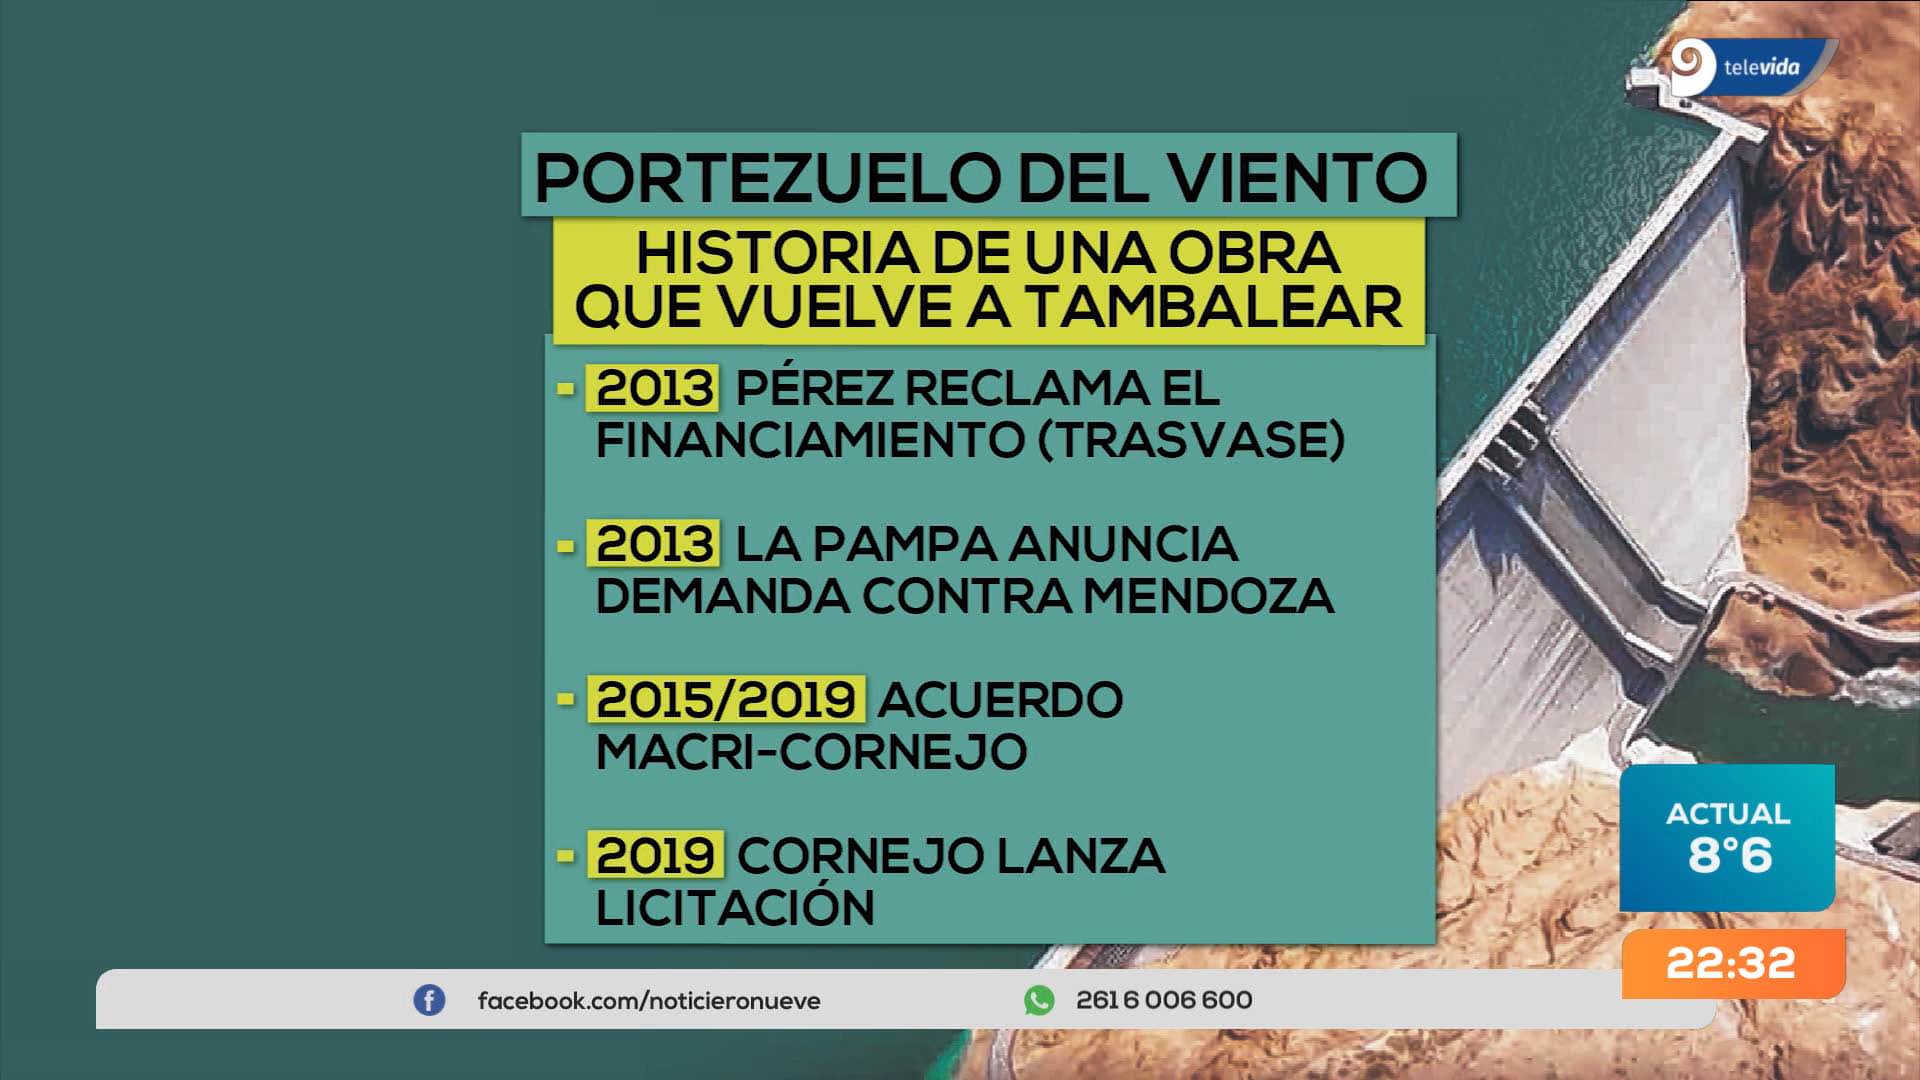 televida
PORTEZUELO DEL VIENTO
HISTORIA DE UNA OBRA
QUE VUELVE A TAMBALEAR
- 2013 PÉREZ RECLAMA EL
FINANCIAMIENTO (TRASVASE)
- 2013 LA PAMPA ANUNCIA
DEMANDA CONTRA MENDOZA
- 2015/2019 ACUERDO
MACRI-CORNEJO
- 2019 CORNEJO LANZA
LICITACIÓN
ACTUAL
8°6
22:32
facebook.com/noticieronueve
261 6 006 600